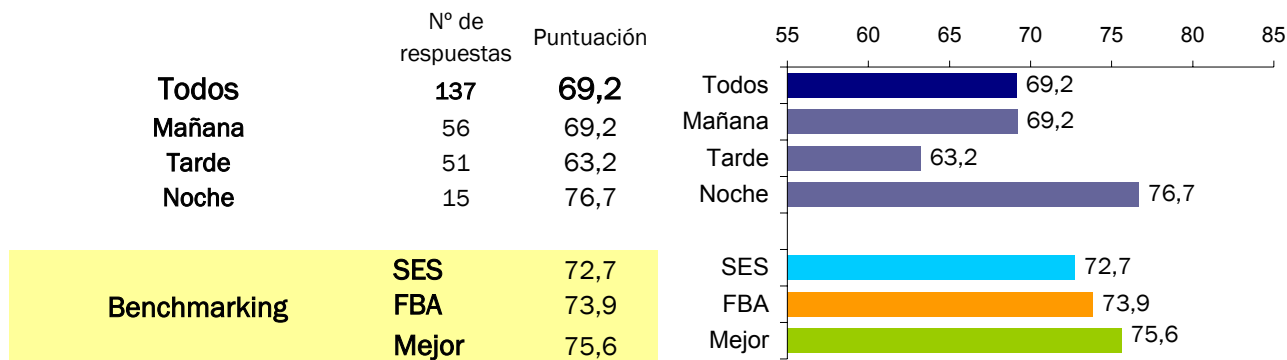 Nº de respuestas Puntuación
Todos 137 69,2
Mañana 56 69,2
Tarde 51 63,2
Noche 15 76,7
SES 72,7
Benchmarking FBA 73,9
Mejor 75,6
55 60 65 70 75 80 85
Todos 69,2
Mañana 69,2
Tarde 63,2
Noche 76,7
SES 72,7
FBA 73,9
Mejor 75,6